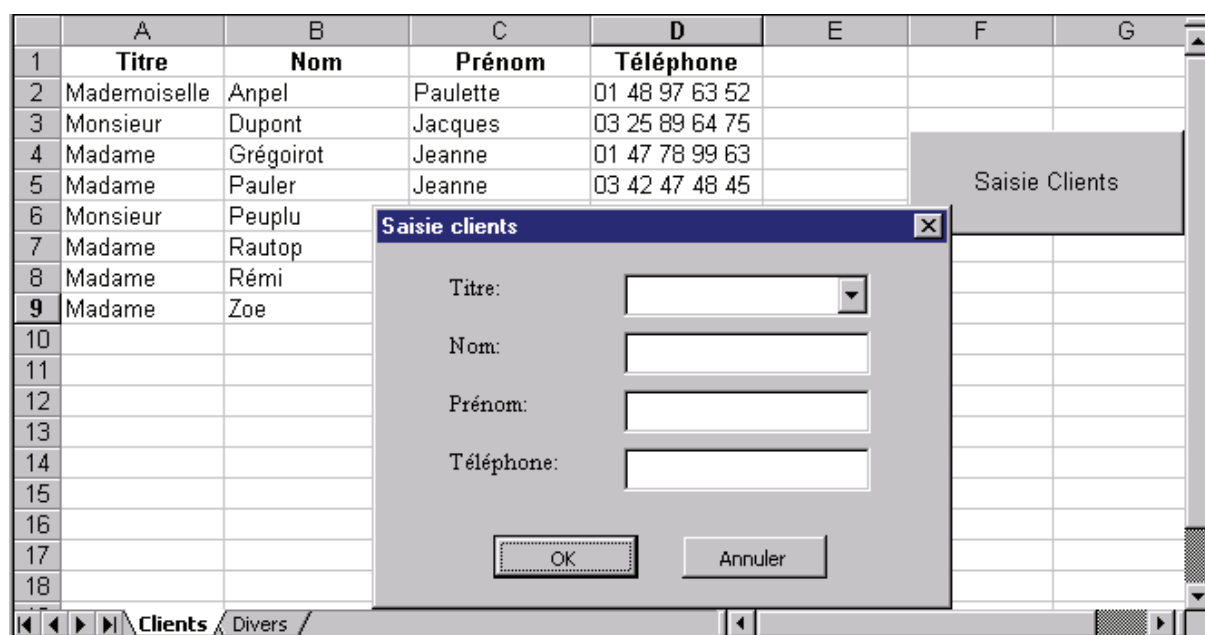 A B C D E F G
1 Titre Nom Prénom Téléphone
2 Mademoiselle Anpel Paulette 01 48 97 63 52
3 Monsieur Dupont Jacques 03 25 89 64 75
4 Madame Grégoirot Jeanne 01 47 78 99 63
5 Madame Pauler Jeanne 03 42 47 48 45
Saisie Clients
6 Monsieur Peuplu
7 Madame Rautop
8 Madame Rémi
9 Madame Zoe
10
11
12
13
14
15
16
17
18
Saisie clients
Titre:
Nom:
Prénom:
Téléphone:
OK Annuler
Clients Divers